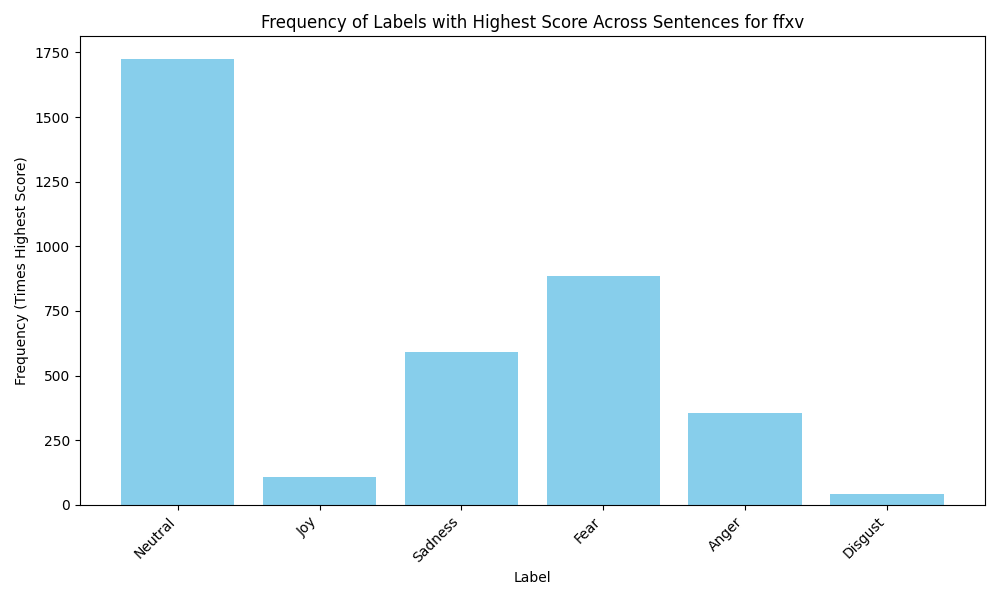 Frequency of Labels with Highest Score Across Sentences for ffxv
Frequency (Times Highest Score)
1750
1500
1250
1000
750
500
250
0
Neutral
Joy
Sadness
Fear
Anger
Disgust
Label